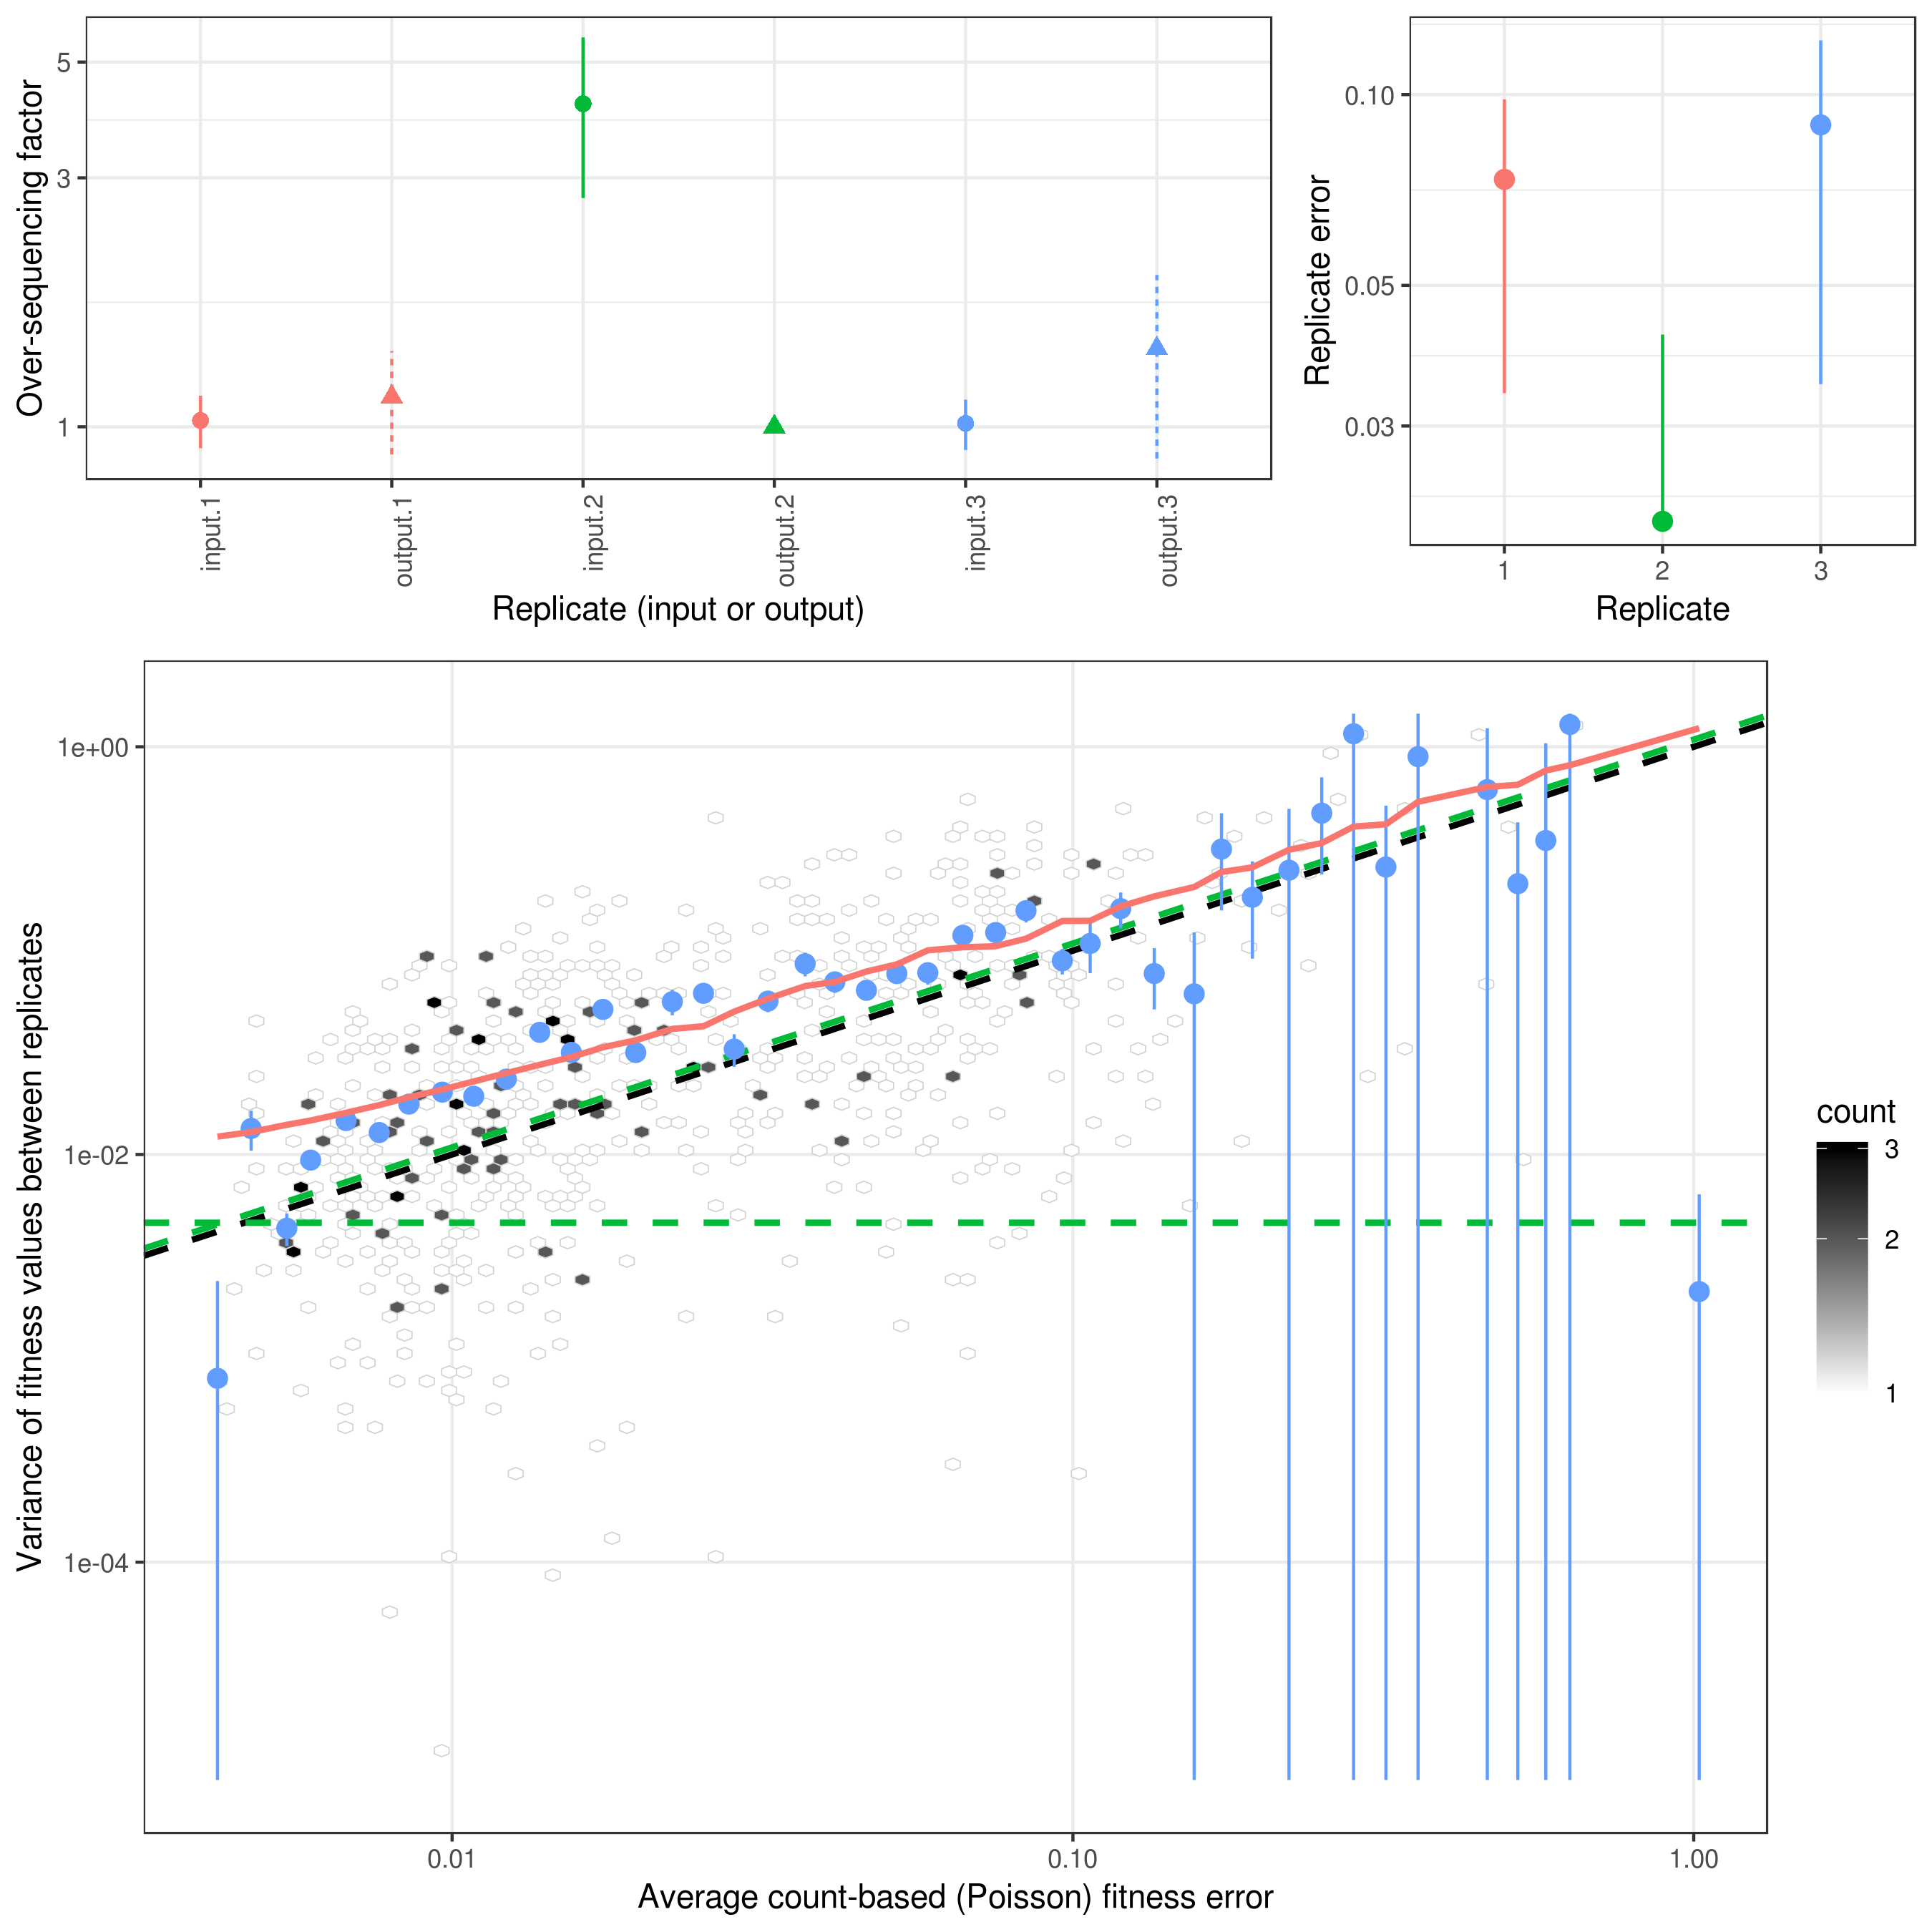 Over-sequencing factor
5
3
1
input.1
output.1
input.2
output.2
input.3
output.3
Replicate (input or output)
Replicate error
0.10
0.05
0.03
1
2
3
Replicate
Variance of fitness values between replicates
1e+00
1e-02
1e-04
0.01
0.10
1.00
Average count-based (Poisson) fitness error
count
3
2
1